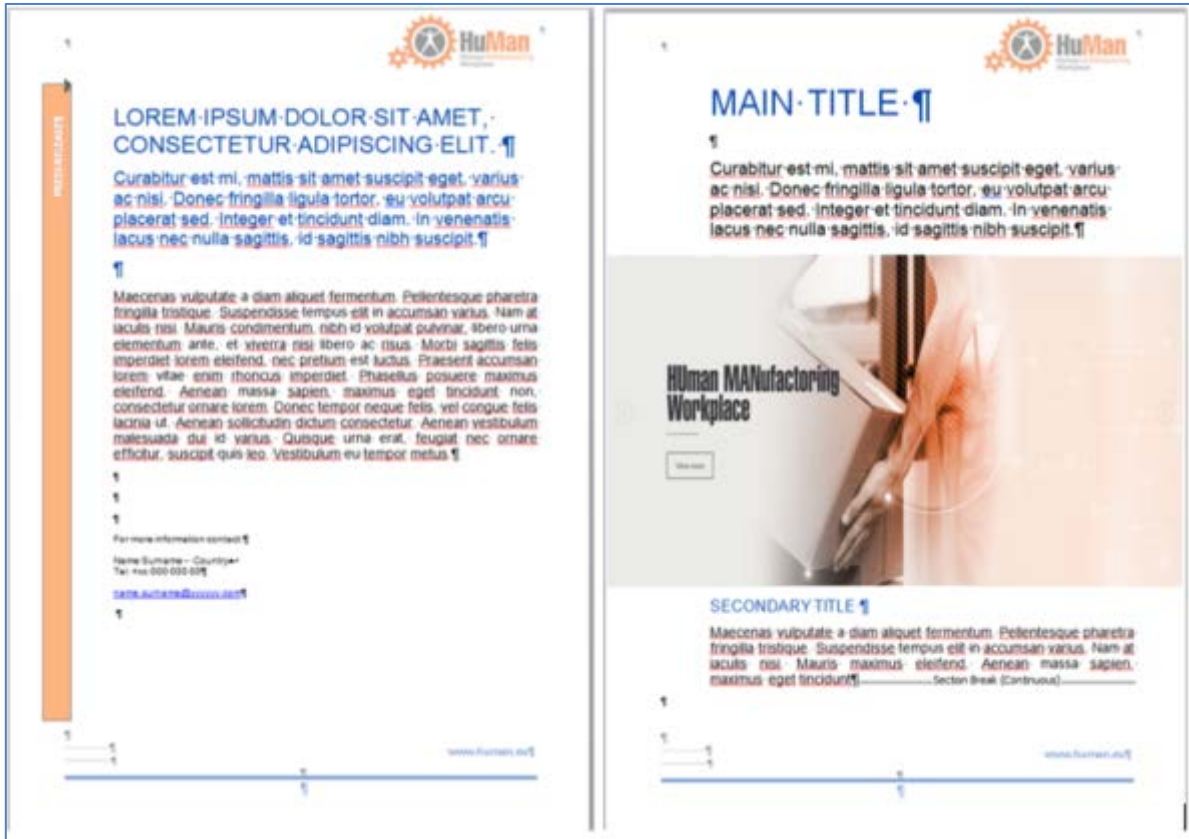 HuMan
Workplace
PRESS RELEASE¶
LOREM·IPSUM·DOLOR·SIT·AMET,·
CONSECTETUR·ADIPISCING·ELIT.·¶
Curabitur·est·mi,·mattis·sit·amet·suscipit·eget,·varius·
ac·nisi.·Donec·fringilla·ligula·tortor,·eu·volutpat·arcu·
placerat·sed.·Integer·et·tincidunt·diam.·In·venenatis·
lacus·nec·nulla·sagittis,·id·sagittis·nibh·suscipit.¶
¶
Maecenas vulputate a diam aliquet fermentum. Pellentesque pharetra
fringilla tristique. Suspendisse tempus elit in accumsan varius. Nam at
iaculis nisi. Mauris condimentum, nibh id volutpat pulvinar, libero urna
elementum ante, et viverra nisi libero ac risus. Morbi sagittis felis
imperdiet lorem eleifend, nec pretium est luctus. Praesent accumsan
lorem vitae enim rhoncus imperdiet. Phasellus posuere maximus
eleifend. Aenean massa sapien, maximus eget tincidunt non,
consectetur ornare lorem. Donec tempor neque felis, vel congue felis
lacinia ut. Aenean sollicitudin dictum consectetur. Aenean vestibulum
malesuada dui id varius. Quisque urna erat, feugiat nec ornare
efficitur, suscipit quis leo. Vestibulum eu tempor metus.¶
¶
¶
¶
For more information contact:¶
Name Surname – Country↵
¶
HuMan
Workplace
MAIN·TITLE·¶
¶
Curabitur·est·mi,·mattis·sit·amet·suscipit·eget,·varius·
ac·nisi.·Donec·fringilla·ligula·tortor,·eu·volutpat·arcu·
placerat·sed.·Integer·et·tincidunt·diam.·In·venenatis·
lacus·nec·nulla·sagittis,·id·sagittis·nibh·suscipit.¶
HUman MANufactoring
Workplace
SECONDARY TITLE ¶
Maecenas vulputate a diam aliquet fermentum. Pellentesque pharetra
fringilla tristique. Suspendisse tempus elit in accumsan varius. Nam at
iaculis nisi. Mauris maximus eleifend. Aenean massa sapien,
maximus eget tincidunt¶ Section Break (Continuous)
¶